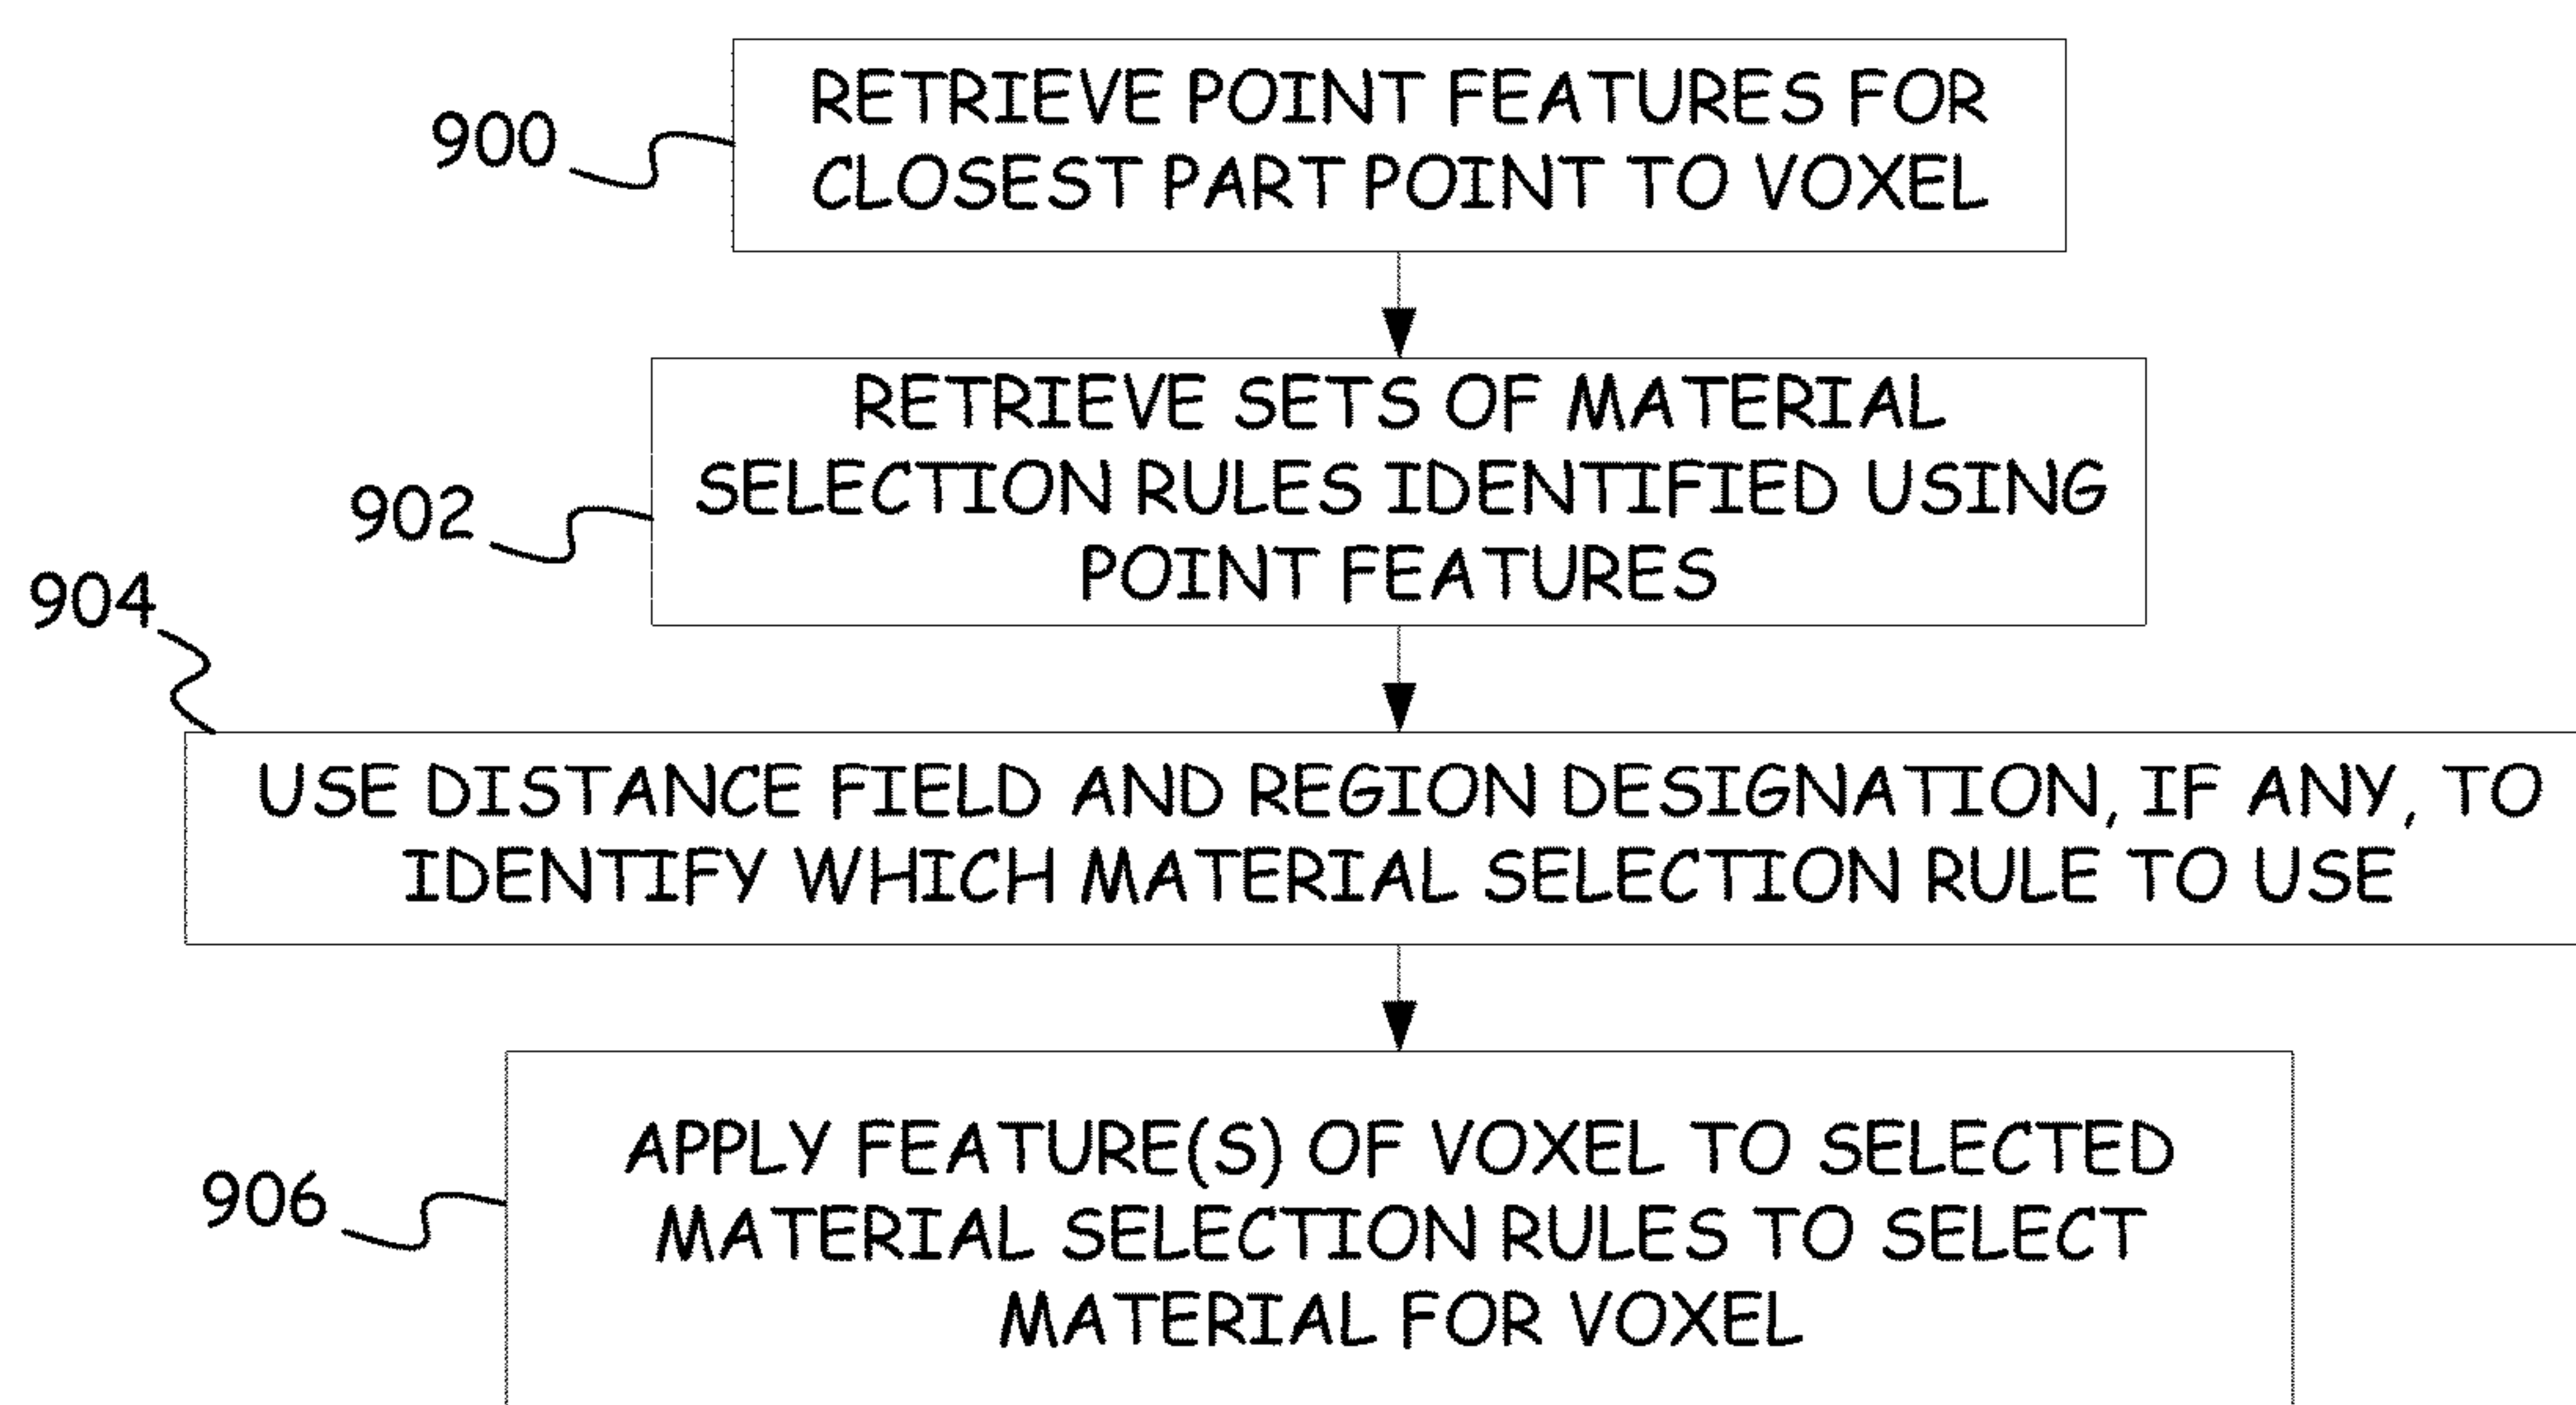 900
RETRIEVE POINT FEATURES FOR
CLOSEST PART POINT TO VOXEL
902
RETRIEVE SETS OF MATERIAL
SELECTION RULES IDENTIFIED USING
POINT FEATURES
904
USE DISTANCE FIELD AND REGION DESIGNATION, IF ANY, TO
IDENTIFY WHICH MATERIAL SELECTION RULE TO USE
906
APPLY FEATURE(S) OF VOXEL TO SELECTED
MATERIAL SELECTION RULES TO SELECT
MATERIAL FOR VOXEL